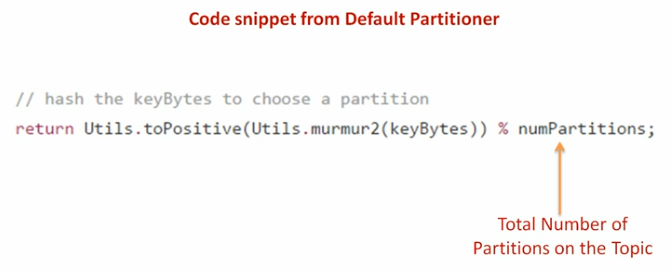 Code snippet from Default Partitioner
// hash the keyBytes to choose a partition
return Utils.toPositive(Utils.murmur2(keyBytes)) % numPartitions;
Total Number of
Partitions on the Topic